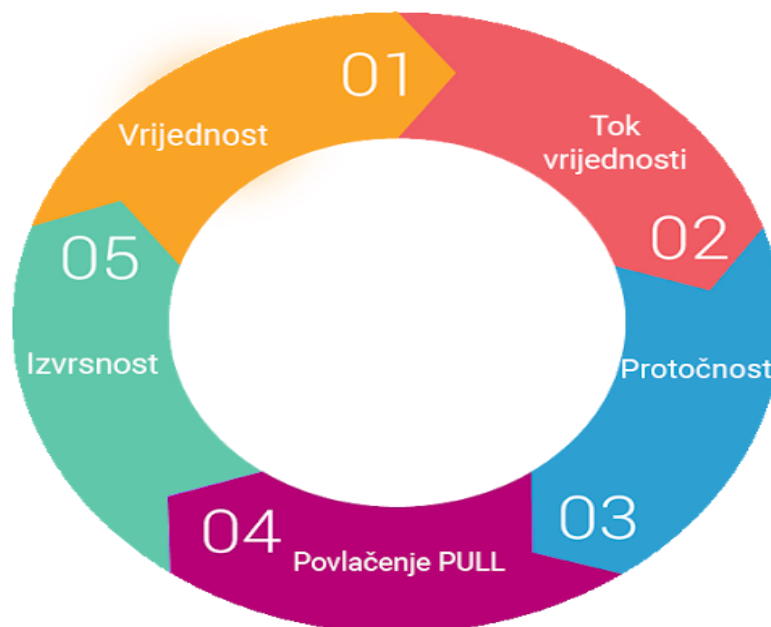 01
Vrijednost
Tok
vrijednosti
02
Protočnost
03
Povlačenje PULL
04
Izvrsnost
05